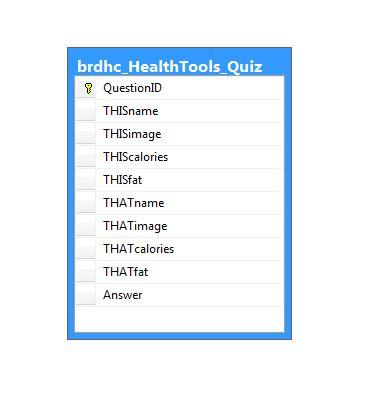 brdhc_HealthTools_Quiz
QuestionID
THISname
THISimage
THIScalories
THISfat
THATname
THATimage
THATcalories
THATfat
Answer